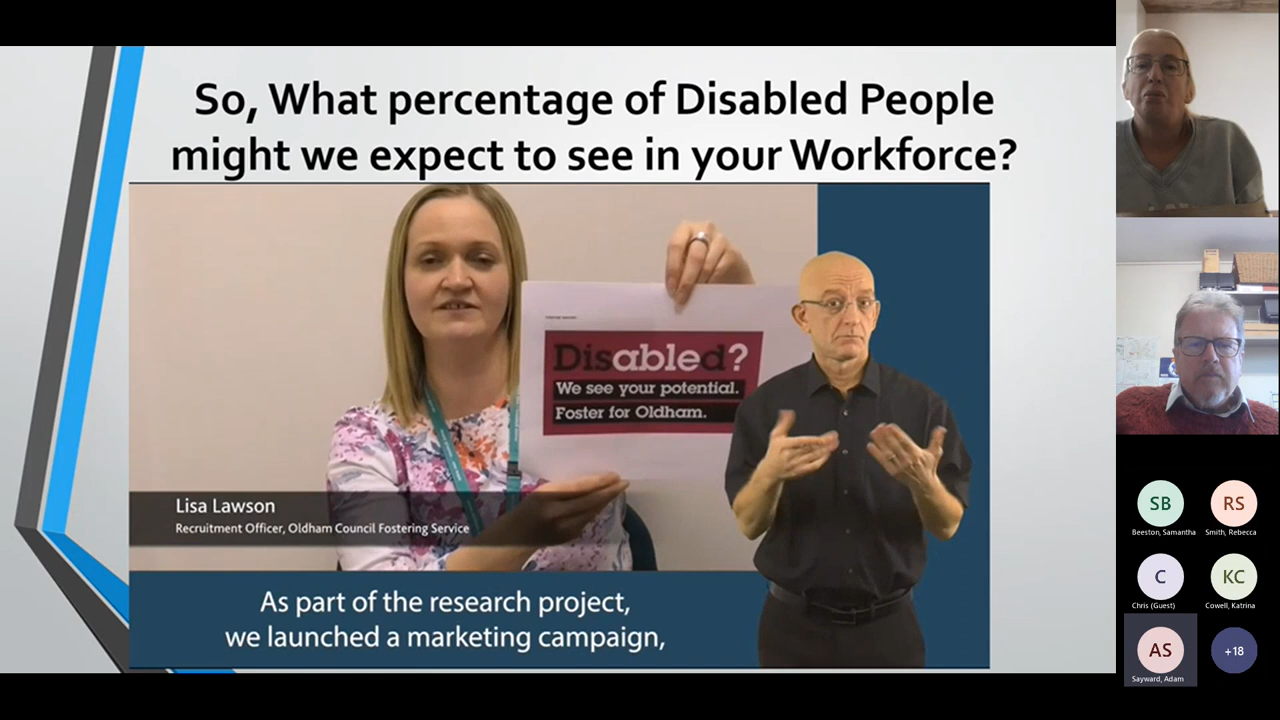 So, What percentage of Disabled People
might we expect to see in your Workforce?
Disabled?
We see your potential.
Foster for Oldham.
Lisa Lawson
Recruitment Officer, Oldham Council Fostering Service
As part of the research project,
we launched a marketing campaign,
SB
Beeston, Samantha
RS
Smith, Rebecca
C
Chris (Guest)
KC
Cowell, Katrina
AS
Sayward, Adam
+18